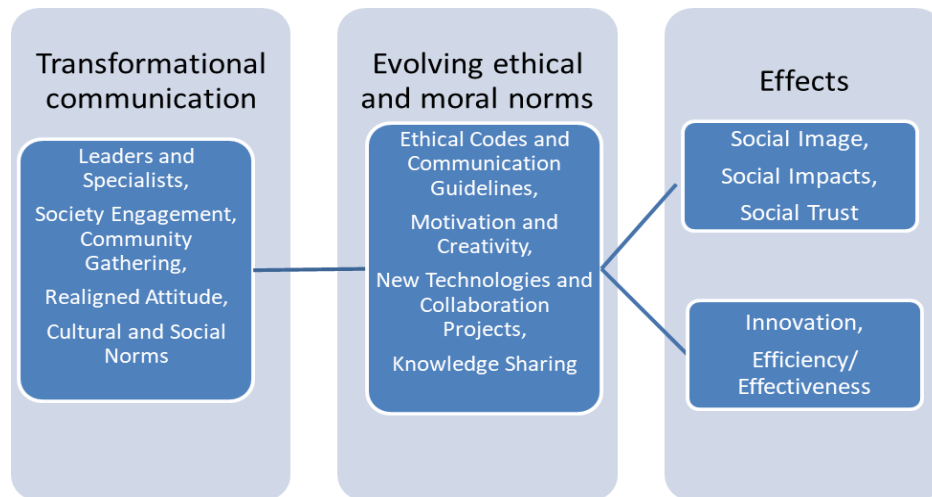 Transformational
communication
Leaders and
Specialists,
Society Engagement,
Community
Gathering,
Realigned Attitude,
Cultural and Social
Norms
Evolving ethical
and moral norms
Ethical Codes and
Communication
Guidelines,
Motivation and
Creativity,
New Technologies and
Collaboration
Projects,
Knowledge Sharing
Effects
Social Image,
Social Impacts,
Social Trust
Innovation,
Efficiency/
Effectiveness